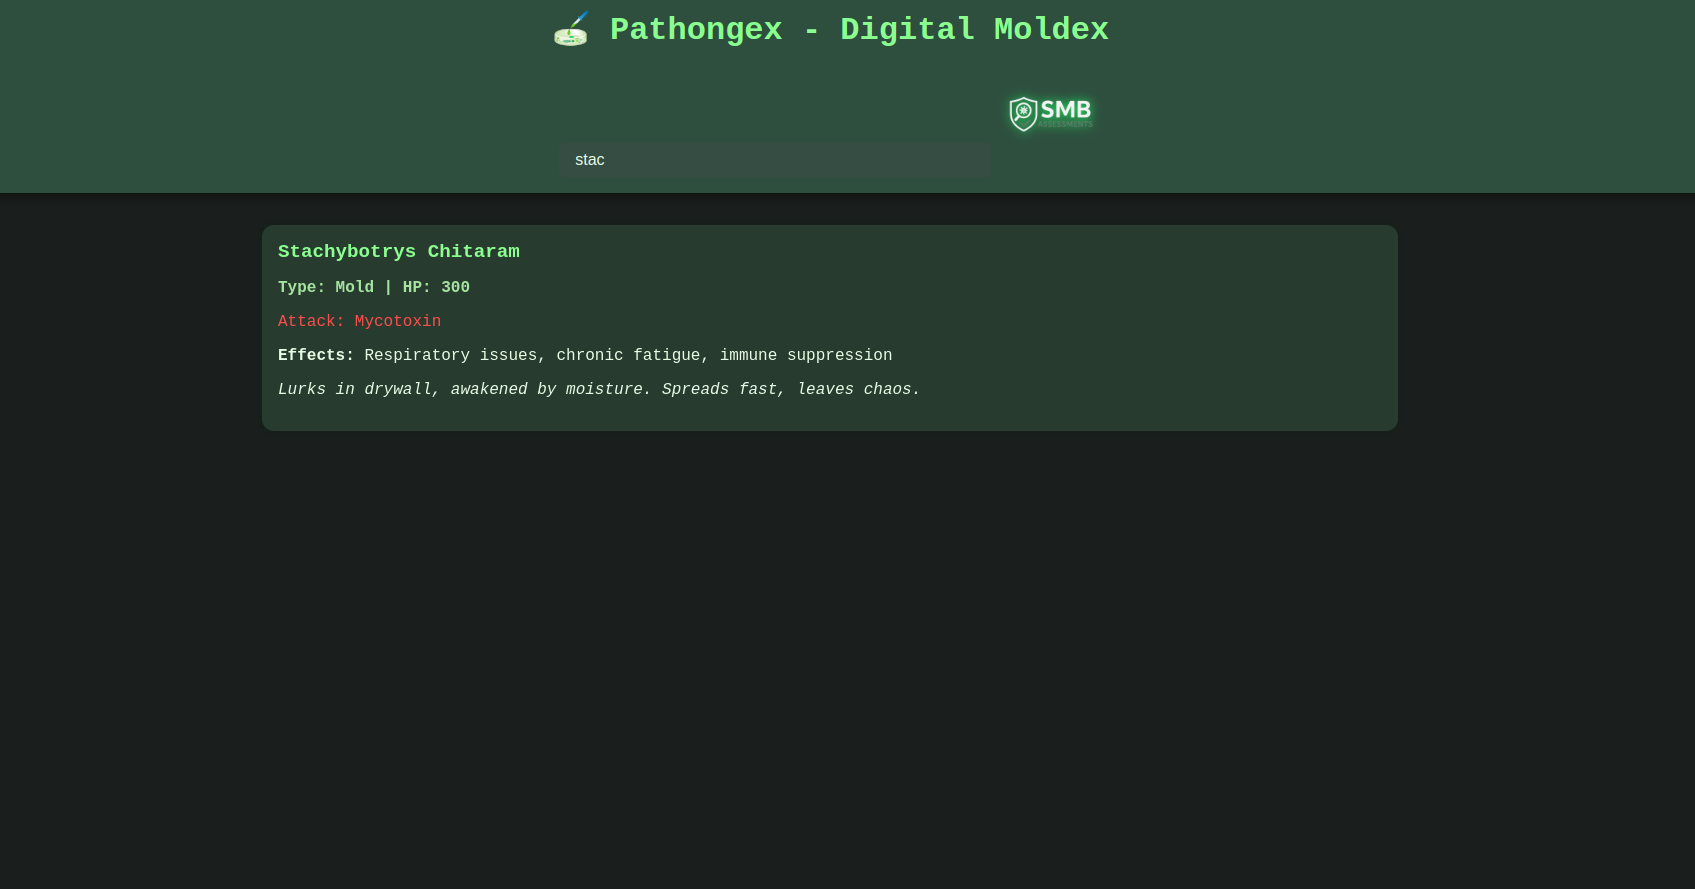 Pathongex - Digital Moldex
SMB
ASSESSMENTS
stac
Stachybotrys Chitaram
Type: Mold | HP: 300
Attack: Mycotoxin
Effects: Respiratory issues, chronic fatigue, immune suppression
Lurks in drywall, awakened by moisture. Spreads fast, leaves chaos.